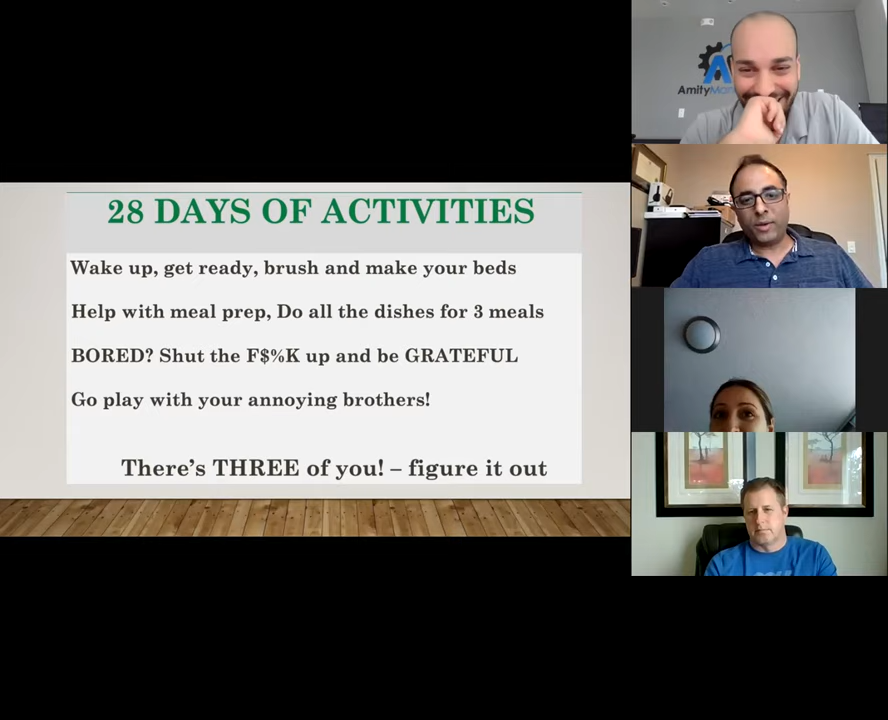 28 DAYS OF ACTIVITIES
Wake up, get ready, brush and make your beds
Help with meal prep, Do all the dishes for 3 meals
BORED? Shut the F$%K up and be GRATEFUL
Go play with your annoying brothers!
There's THREE of you! – figure it out
Amity